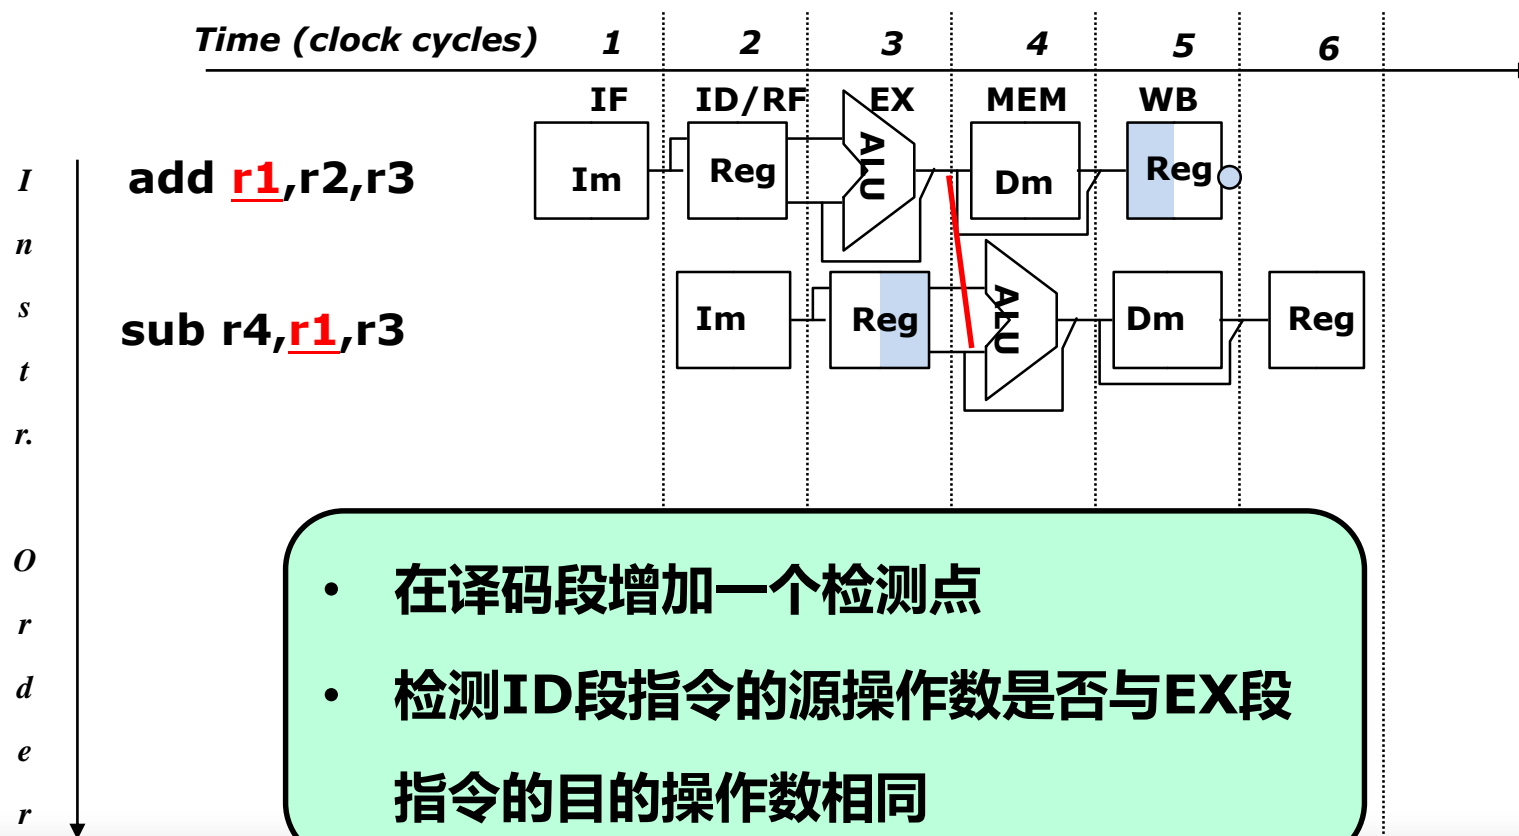 Time (clock cycles) 1 2 3 4 5 6
IF ID/RF EX MEM WB
add r1,r2,r3
Im Reg ALU Dm Reg
sub r4,r1,r3
Im Reg ALU Dm Reg
Instr. Order
• 在译码段增加一个检测点
• 检测ID段指令的源操作数是否与EX段
指令的目的操作数相同